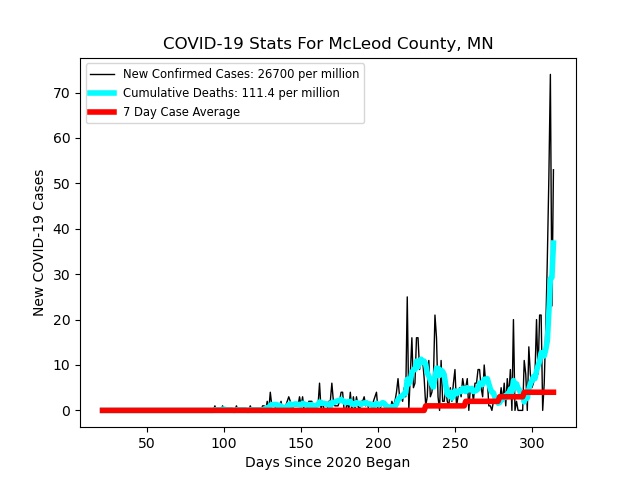 COVID-19 Stats For McLeod County, MN
New Confirmed Cases: 26700 per million
Cumulative Deaths: 111.4 per million
7 Day Case Average
New COVID-19 Cases
70
60
50
40
30
20
10
0
50 100 150 200 250 300
Days Since 2020 Began